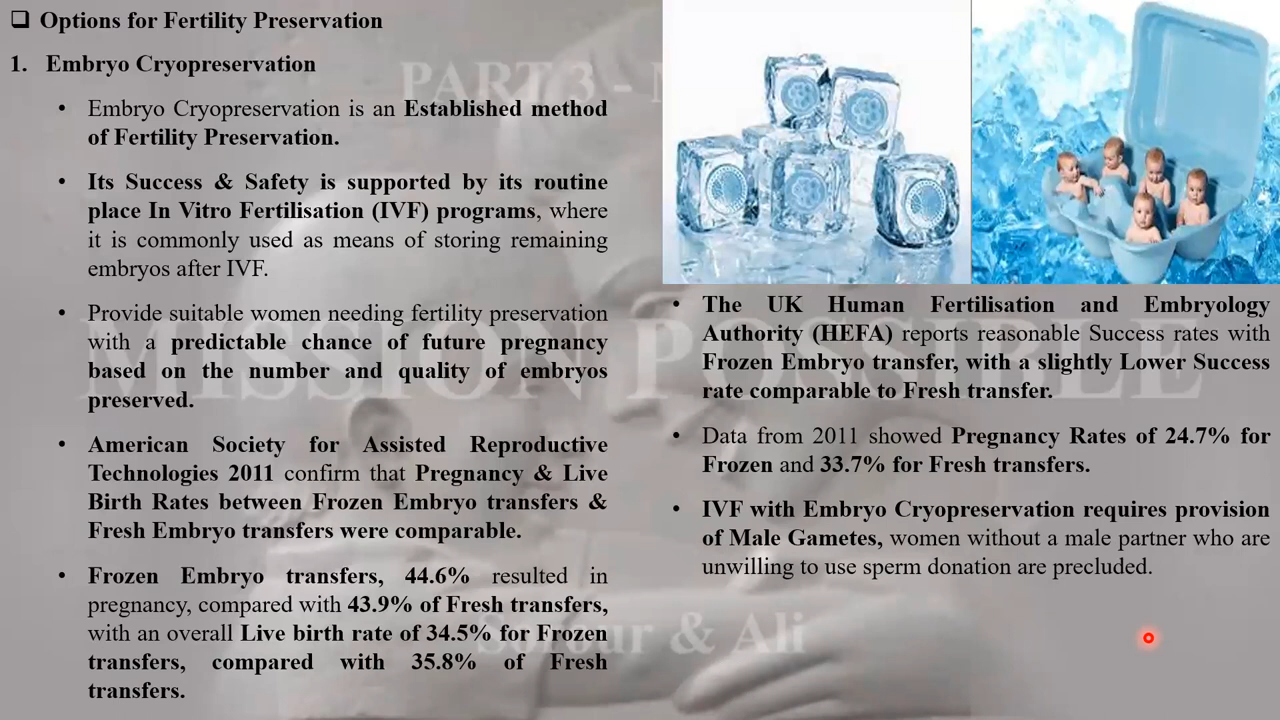 ❑ Options for Fertility Preservation
1. Embryo Cryopreservation
• Embryo Cryopreservation is an Established method
of Fertility Preservation.
• Its Success & Safety is supported by its routine
place In Vitro Fertilisation (IVF) programs, where
it is commonly used as means of storing remaining
embryos after IVF.
• Provide suitable women needing fertility preservation
with a predictable chance of future pregnancy
based on the number and quality of embryos
preserved.
• American Society for Assisted Reproductive
Technologies 2011 confirm that Pregnancy & Live
Birth Rates between Frozen Embryo transfers &
Fresh Embryo transfers were comparable.
• Frozen Embryo transfers, 44.6% resulted in
pregnancy, compared with 43.9% of Fresh transfers,
with an overall Live birth rate of 34.5% for Frozen
transfers, compared with 35.8% of Fresh
transfers.
• The UK Human Fertilisation and Embryology
Authority (HEFA) reports reasonable Success rates with
Frozen Embryo transfer, with a slightly Lower Success
rate comparable to Fresh transfer.
• Data from 2011 showed Pregnancy Rates of 24.7% for
Frozen and 33.7% for Fresh transfers.
• IVF with Embryo Cryopreservation requires provision
of Male Gametes, women without a male partner who are
unwilling to use sperm donation are precluded.
PART 3 -
MISSION
Sorour & Ali